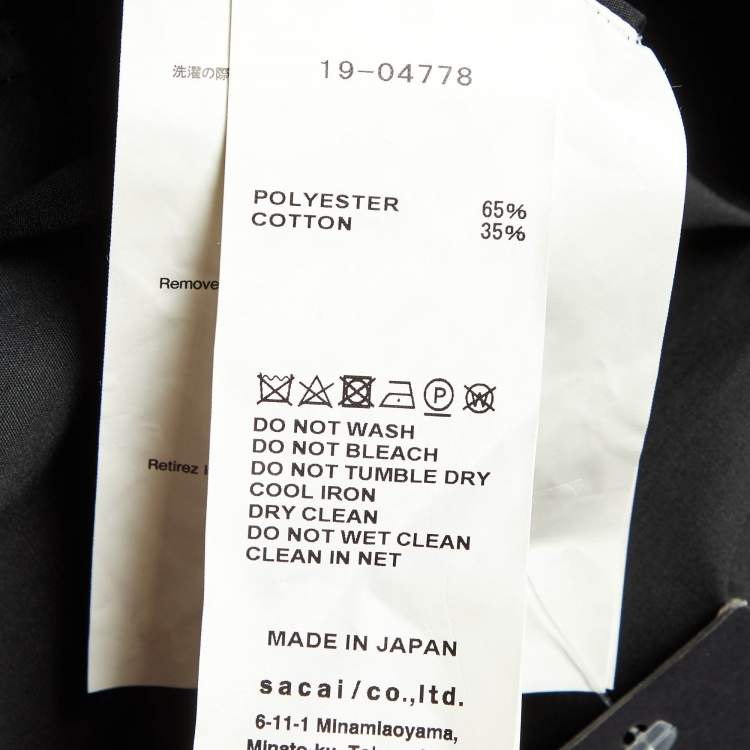 洗濯の際
19-04778
POLYESTER 65%
COTTON 35%
Remove
P
W
DO NOT WASH
DO NOT BLEACH
DO NOT TUMBLE DRY
COOL IRON
DRY CLEAN
DO NOT WET CLEAN
CLEAN IN NET
Retirez
MADE IN JAPAN
sacai/co.,ltd.
6-11-1 Minamiaoyama,